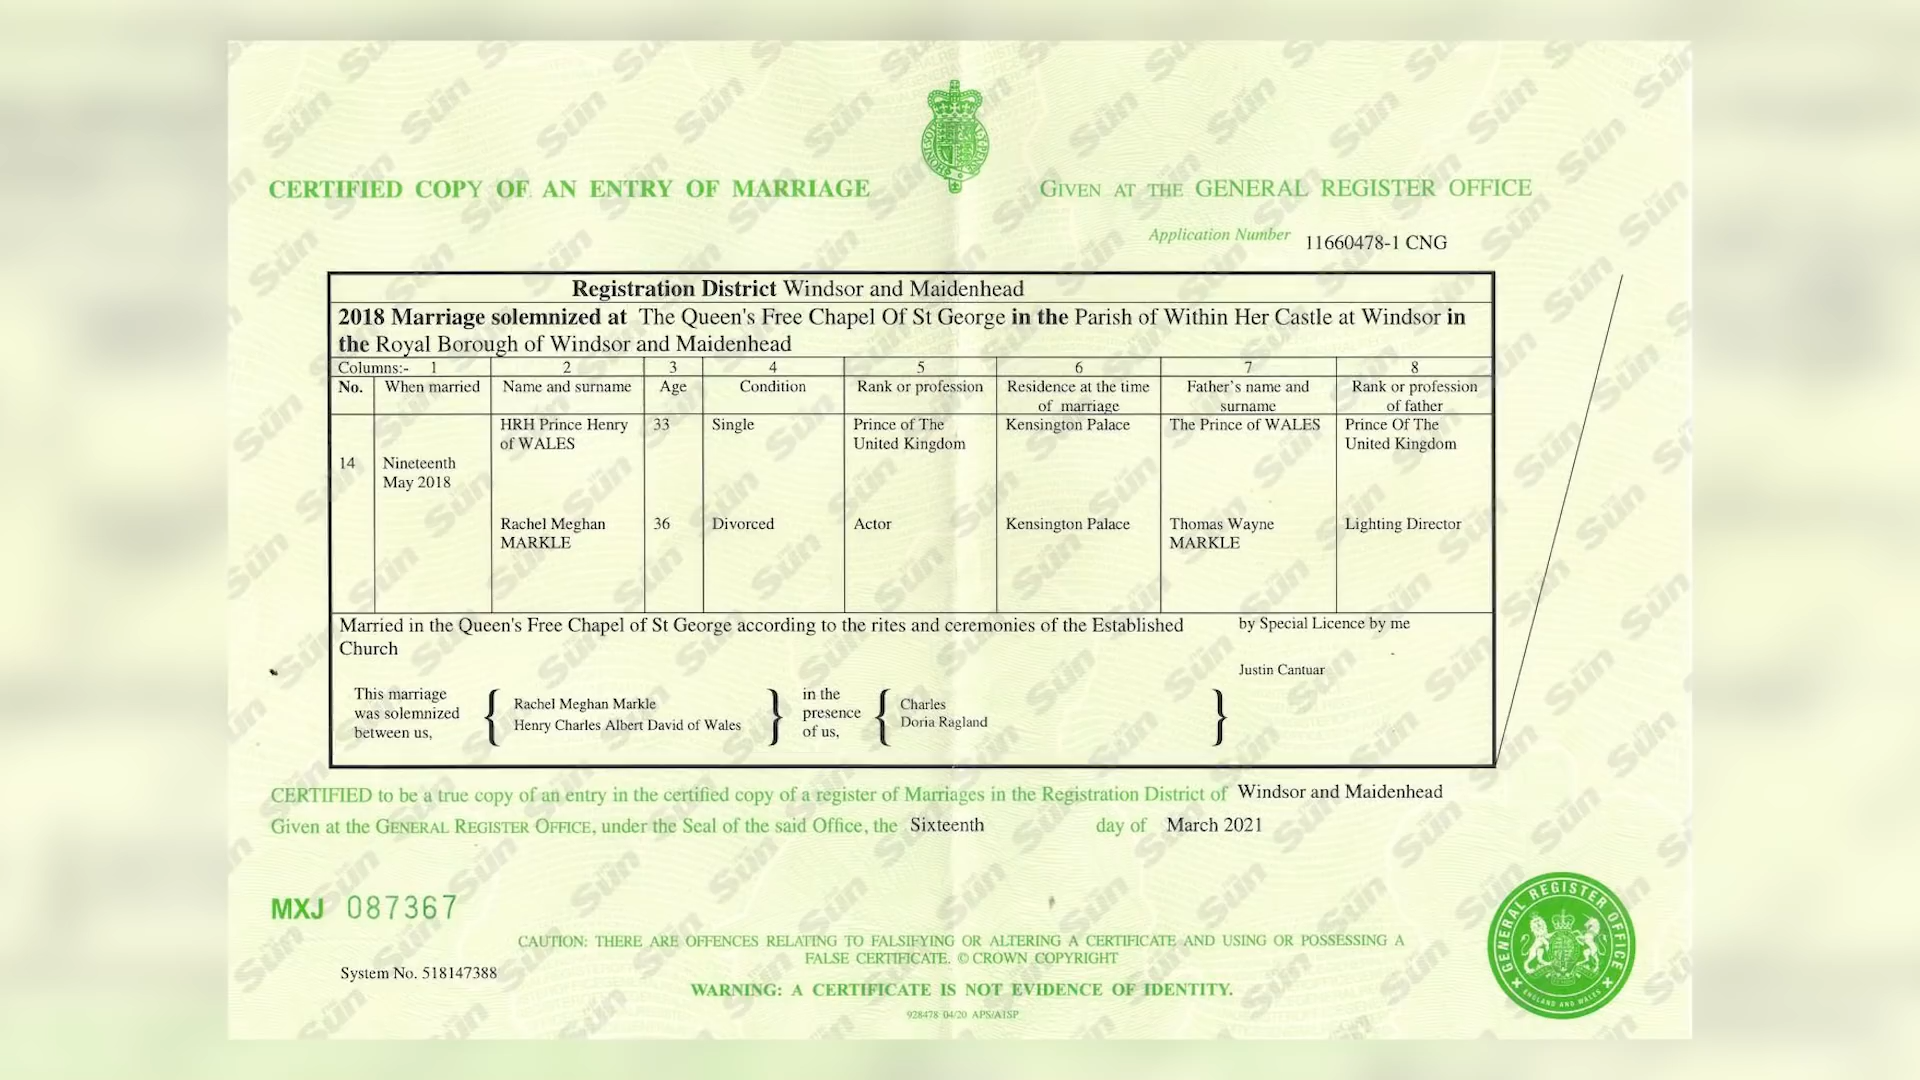 CERTIFIED COPY OF AN ENTRY OF MARRIAGE
GIVEN AT THE GENERAL REGISTER OFFICE
Application Number 11660478-1 CNG
Registration District Windsor and Maidenhead
2018 Marriage solemnized at The Queen's Free Chapel Of St George in the Parish of Within Her Castle at Windsor in
the Royal Borough of Windsor and Maidenhead
Columns:- 1 2 3 4 5 6 7 8
No. When married Name and surname Age Condition Rank or profession Residence at the time of marriage Father's name and surname Rank or profession of father
14 Nineteenth May 2018
HRH Prince Henry of WALES 33 Single Prince of The United Kingdom Kensington Palace The Prince of WALES Prince Of The United Kingdom
Rachel Meghan MARKLE 36 Divorced Actor Kensington Palace Thomas Wayne MARKLE Lighting Director
Married in the Queen's Free Chapel of St George according to the rites and ceremonies of the Established
Church
by Special Licence by me
Justin Cantuar
This marriage
was solemnized
between us,
Rachel Meghan Markle
Henry Charles Albert David of Wales
in the
presence
of us,
Charles
Doria Ragland
CERTIFIED to be a true copy of an entry in the certified copy of a register of Marriages in the Registration District of Windsor and Maidenhead
Given at the GENERAL REGISTER OFFICE, under the Seal of the said Office, the Sixteenth day of March 2021
MXJ 087367
System No. 518147388
CAUTION: THERE ARE OFFENCES RELATING TO FALSIFYING OR ALTERING A CERTIFICATE AND USING OR POSSESSING A
FALSE CERTIFICATE. © CROWN COPYRIGHT
WARNING: A CERTIFICATE IS NOT EVIDENCE OF IDENTITY.
928478 04/20 APS/ATSP
GENERAL REGISTER OFFICE
ENGLAND AND WALES
THE Sun